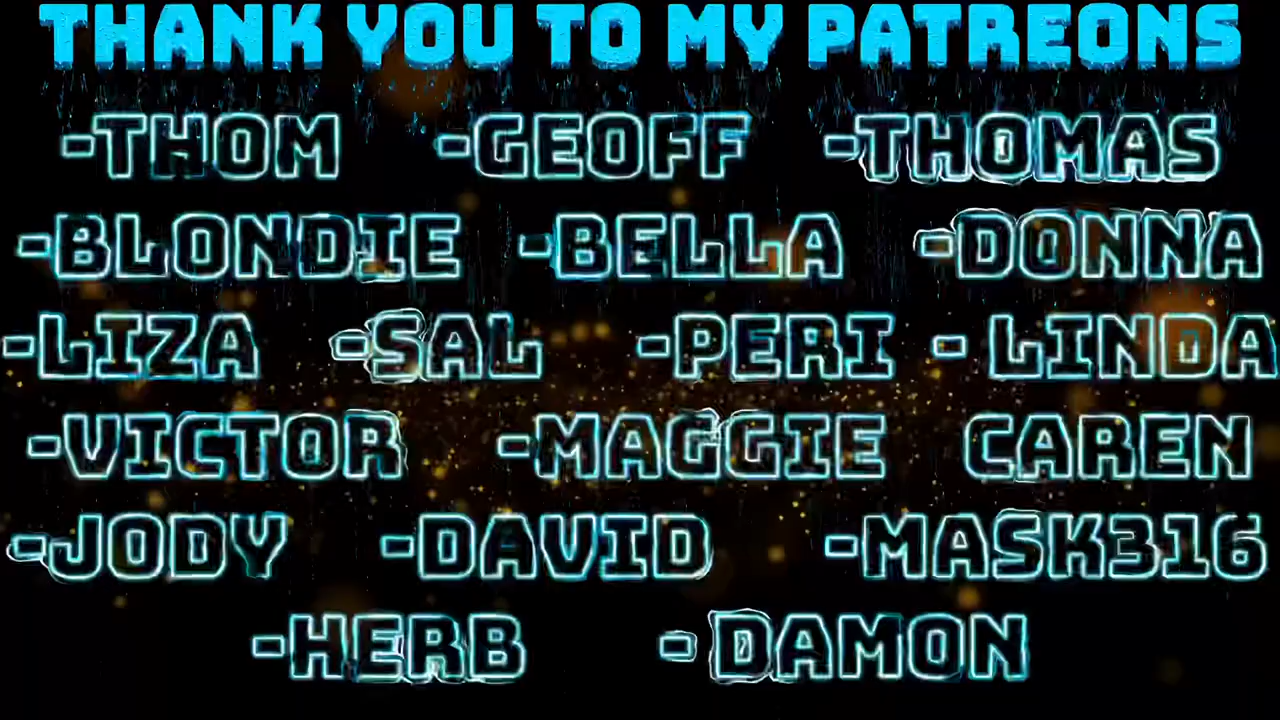 THANK YOU TO MY PATREONS
-THOM -GEOFF -THOMAS
-BLONDIE -BELLA -DONNA
-LIZA -SAL -PERI - LINDA
-VICTOR -MAGGIE CAREN
-JODY -DAVID -MASK316
-HERB - DAMON